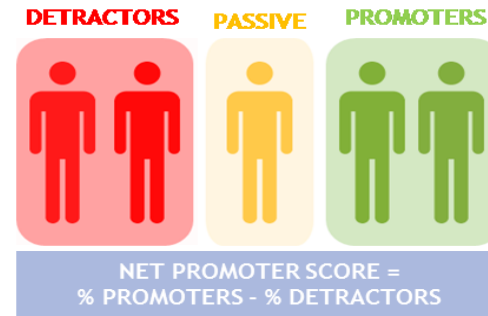 DETRACTORS
PASSIVE
PROMOTERS
NET PROMOTER SCORE =
% PROMOTERS - % DETRACTORS